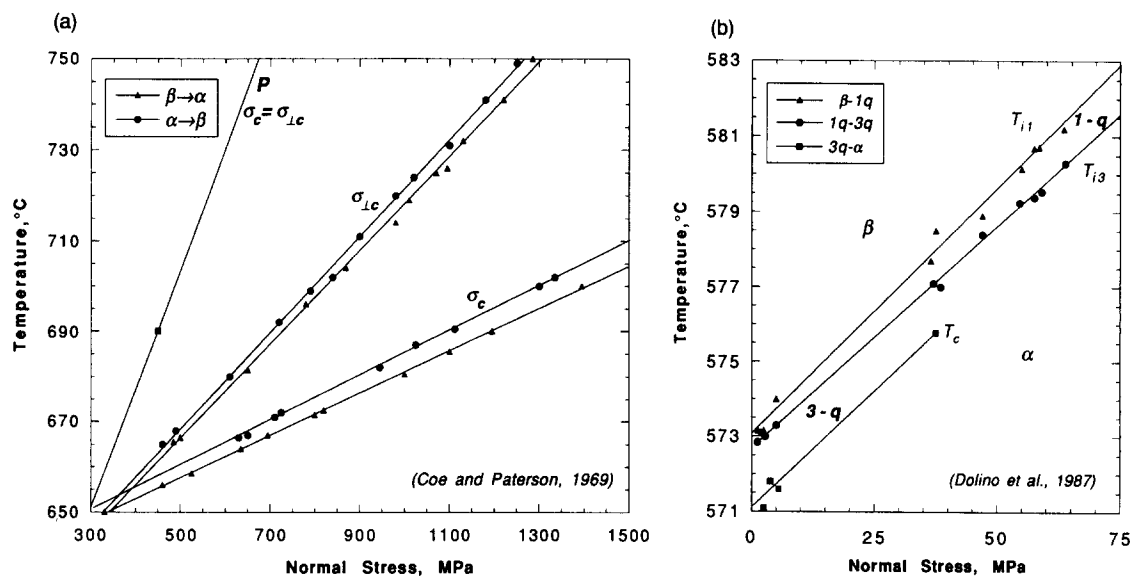 (a)
750
730
710
690
670
650
Temperature,°C
β→α
α→β
P
σc = σ⊥c
σ⊥c
σc
(Coe and Paterson, 1969)
300 500 700 900 1100 1300 1500
Normal Stress, MPa
(b)
583
581
579
577
575
573
571
Temperature,°C
β-1q
1q-3q
3q-α
Ti1
1-q
Ti3
β
Tc
α
3-q
(Dolino et al., 1987)
0 25 50 75
Normal Stress, MPa